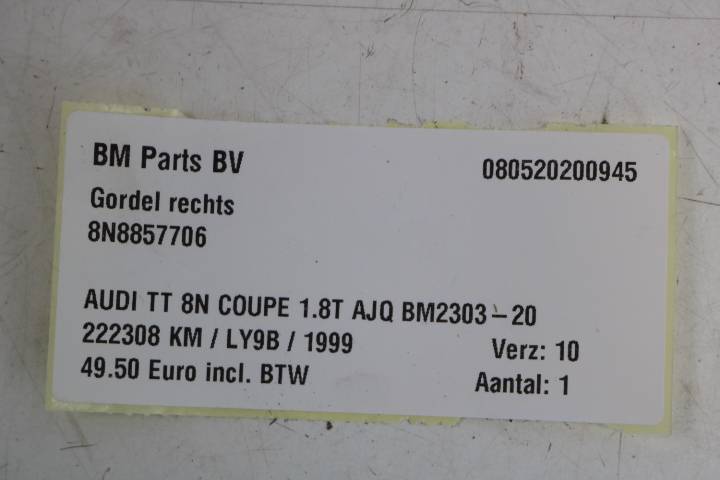 BM Parts BV 080520200945
Gordel rechts
8N8857706
AUDI TT 8N COUPE 1.8T AJQ BM2303-20
222308 KM / LY9B / 1999 Verz: 10
49.50 Euro incl. BTW Aantal: 1